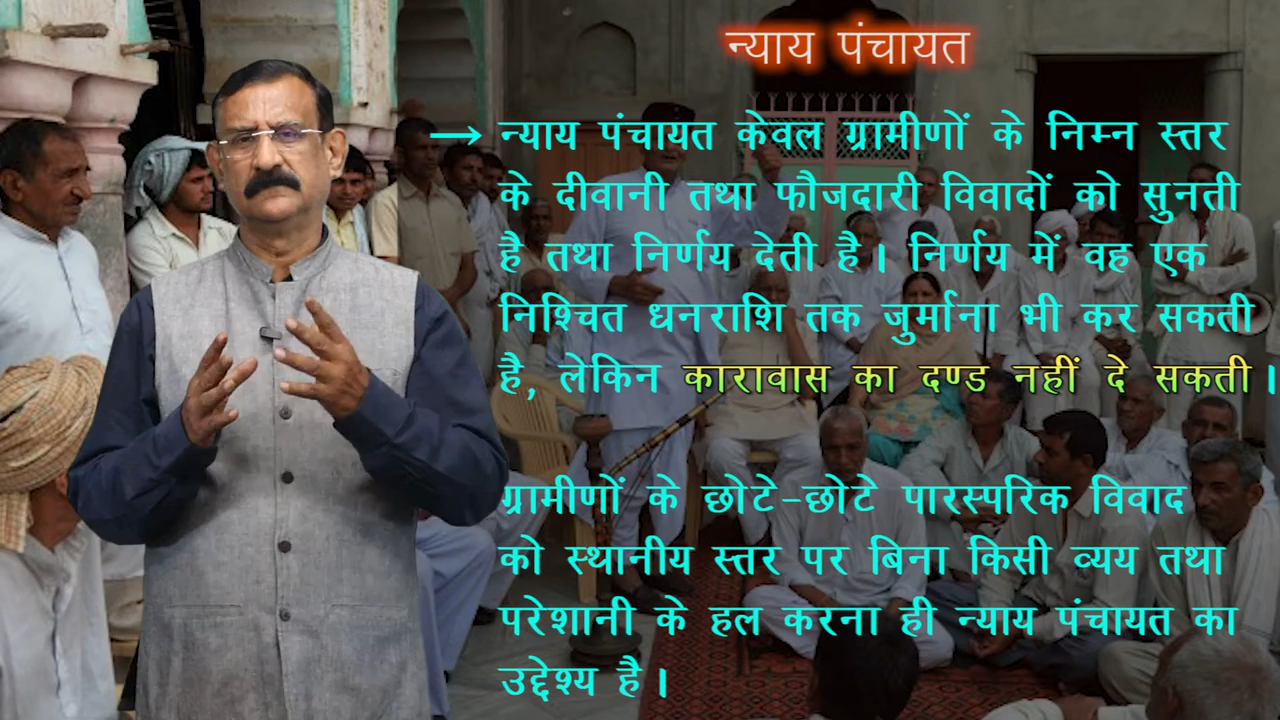 न्याय पंचायत
→ न्याय पंचायत केवल ग्रामीणों के निम्न स्तर
के दीवानी तथा फौजदारी विवादों को सुनती
है तथा निर्णय देती है। निर्णय में वह एक
निश्चित धनराशि तक जुर्माना भी कर सकती
है, लेकिन कारावास का दण्ड नहीं दे सकती।
ग्रामीणों के छोटे-छोटे पारस्परिक विवाद
को स्थानीय स्तर पर बिना किसी व्यय तथा
परेशानी के हल करना ही न्याय पंचायत का
उद्देश्य है।